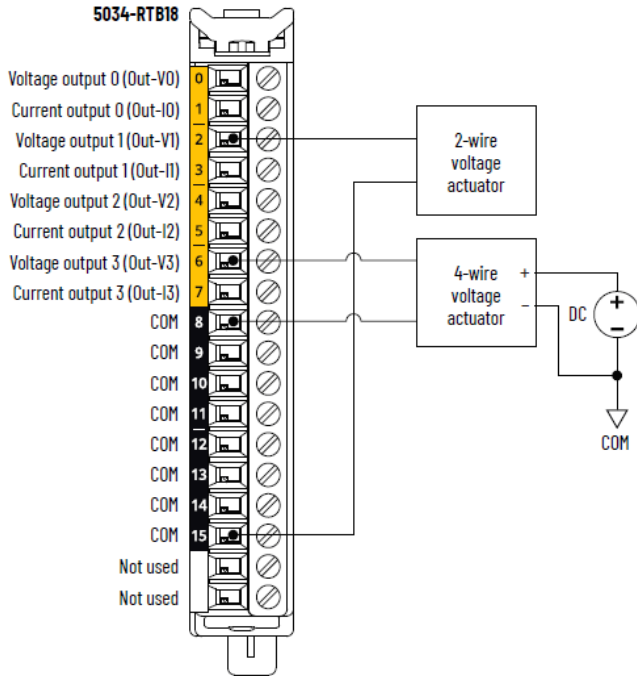 5034-RTB18
Voltage output 0 (Out-V0) 0
Current output 0 (Out-I0) 1
Voltage output 1 (Out-V1) 2
Current output 1 (Out-I1) 3
Voltage output 2 (Out-V2) 4
Current output 2 (Out-I2) 5
Voltage output 3 (Out-V3) 6
Current output 3 (Out-I3) 7
COM 8
COM 9
COM 10
COM 11
COM 12
COM 13
COM 14
COM 15
Not used
Not used
2-wire
voltage
actuator
4-wire
voltage
actuator
+
−
DC
+
−
COM